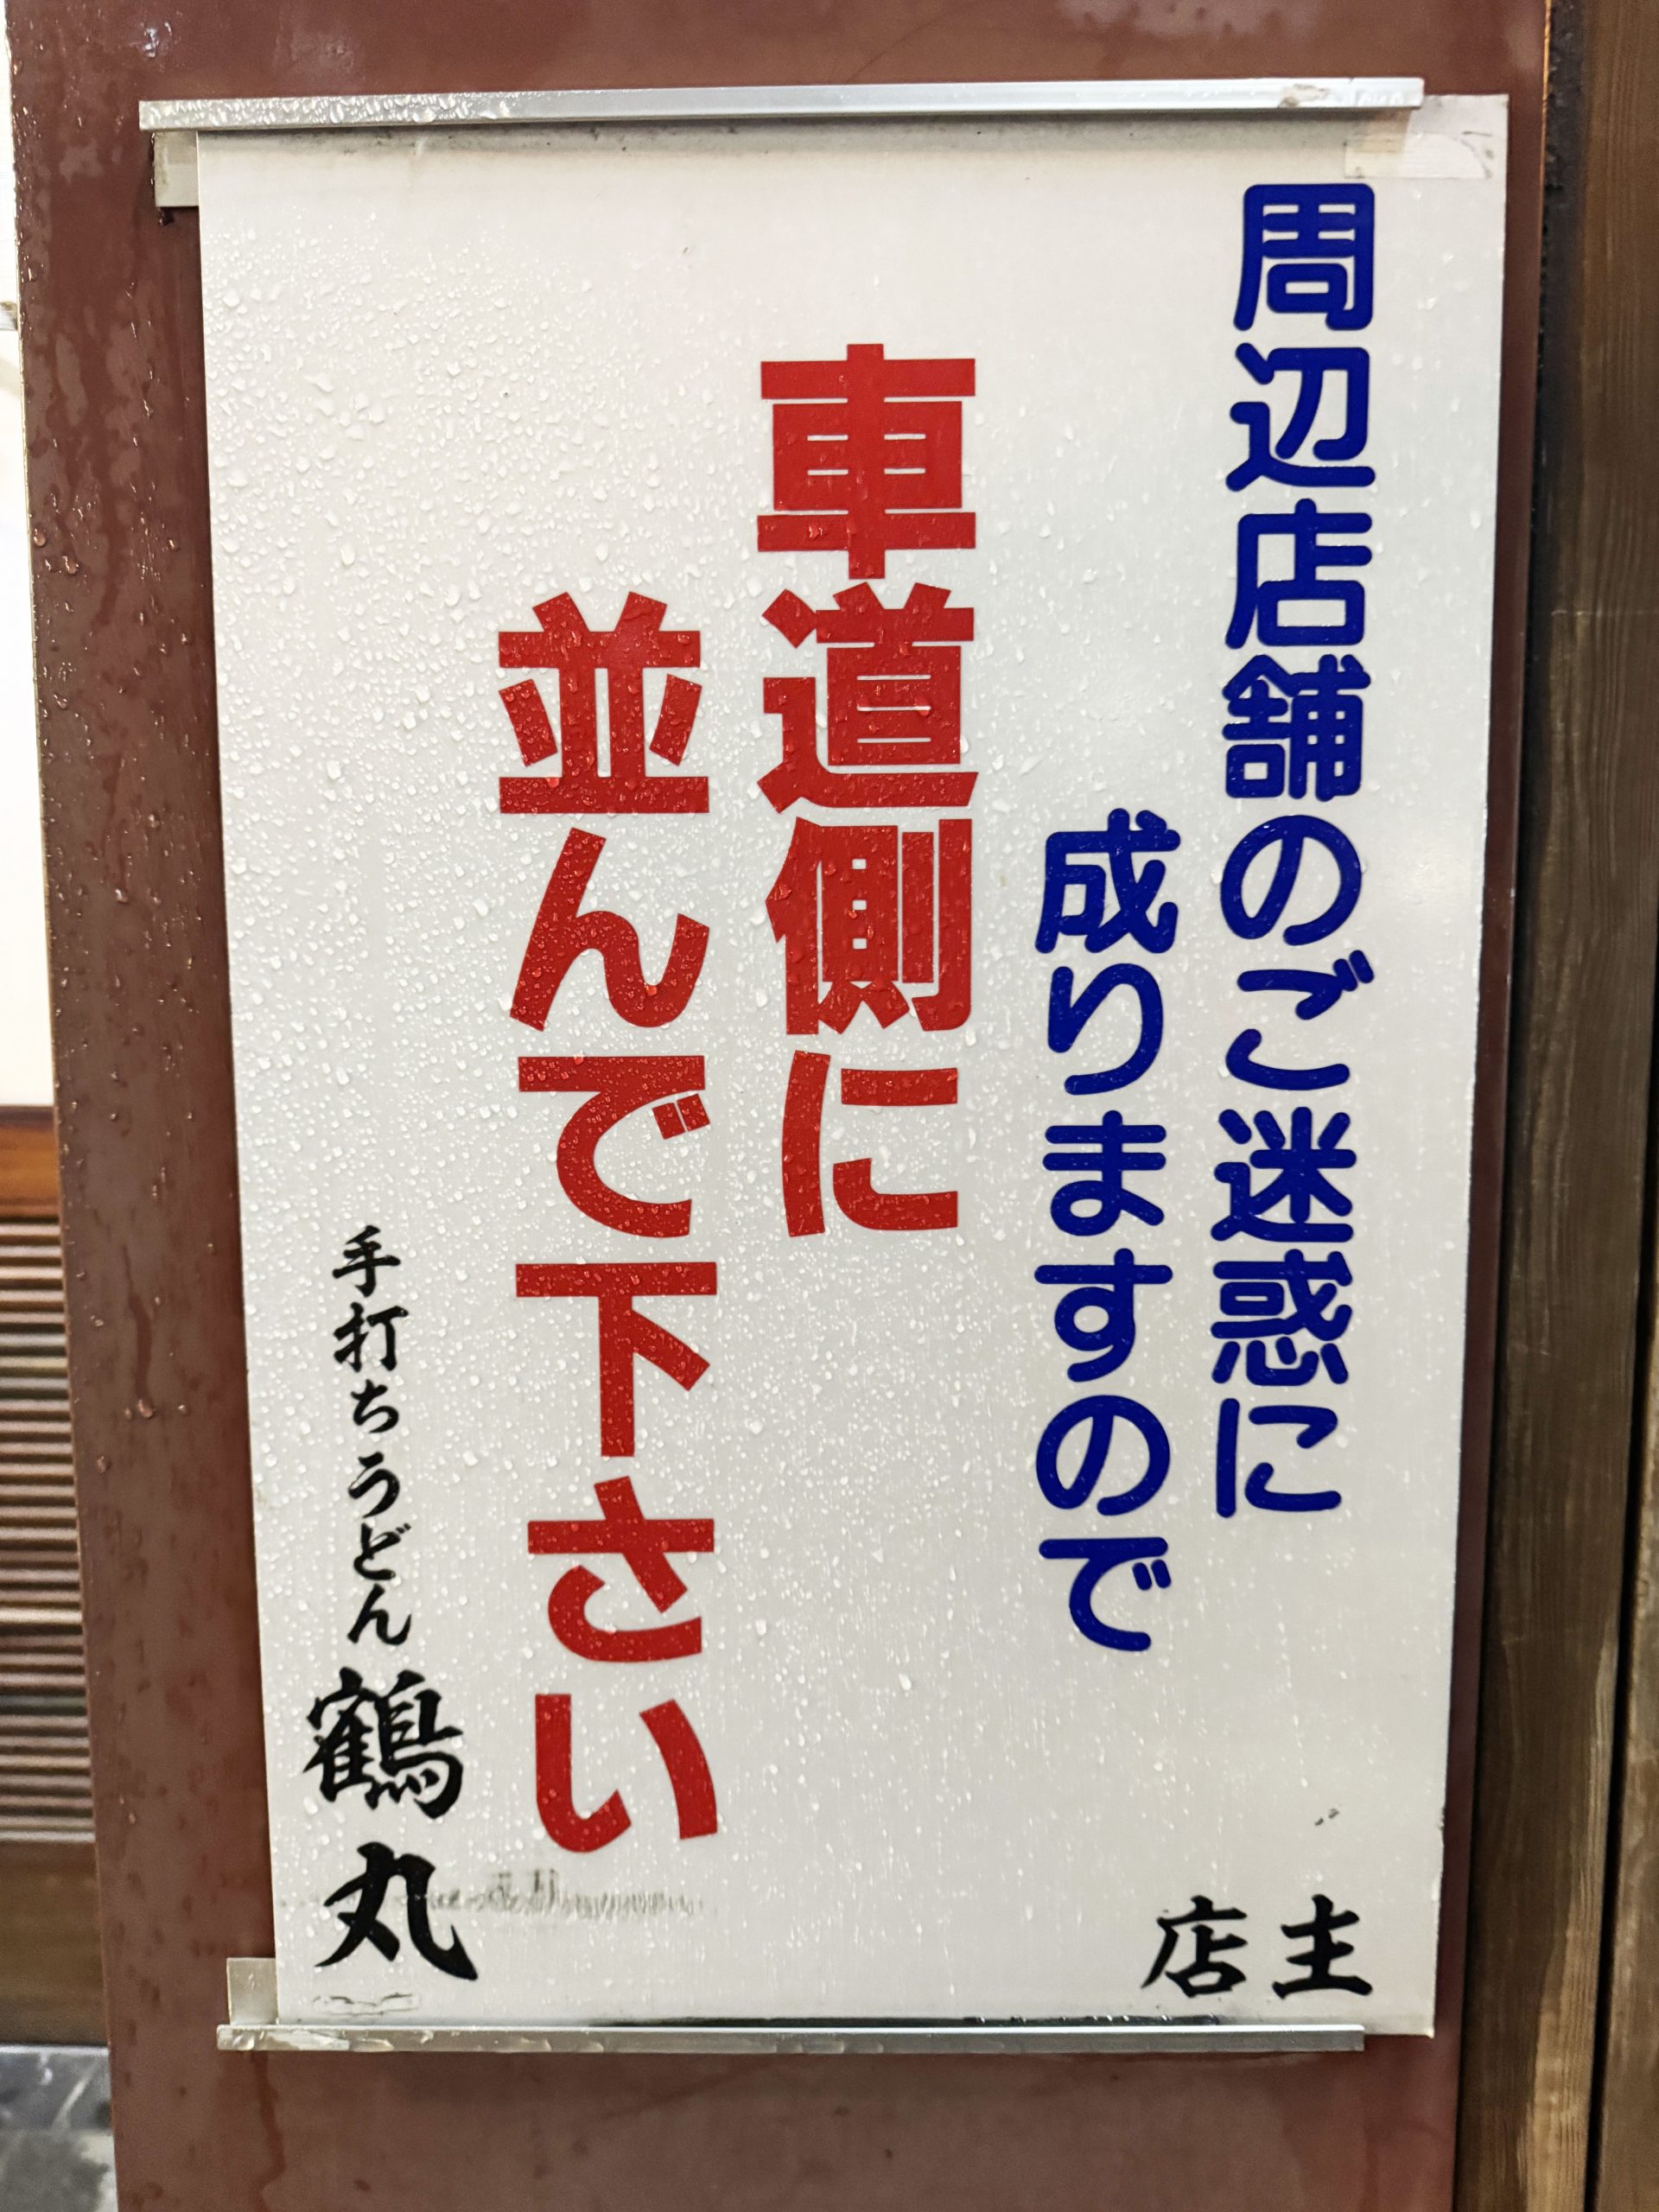 周辺店舗のご迷惑に
成りますので
車道側に
並んで下さい
手打ちうどん 鶴丸
店主